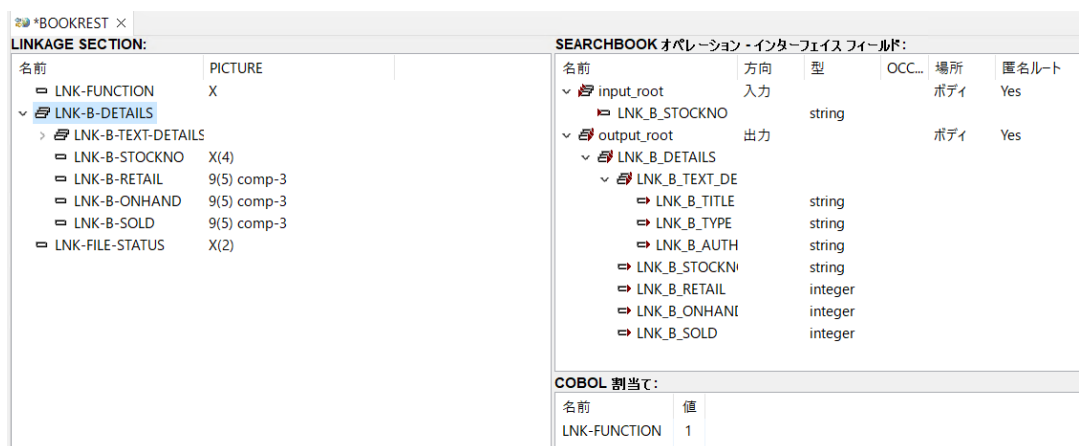 *BOOKREST
LINKAGE SECTION:
名前 PICTURE
LNK-FUNCTION X
LNK-B-DETAILS
LNK-B-TEXT-DETAILS
LNK-B-STOCKNO X(4)
LNK-B-RETAIL 9(5) comp-3
LNK-B-ONHAND 9(5) comp-3
LNK-B-SOLD 9(5) comp-3
LNK-FILE-STATUS X(2)
SEARCHBOOK オペレーション - インターフェイス フィールド:
名前 方向 型 OCC... 場所 匿名ルート
input_root 入力 ボディ Yes
LNK_B_STOCKNO string
output_root 出力 ボディ Yes
LNK_B_DETAILS
LNK_B_TEXT_DE
LNK_B_TITLE string
LNK_B_TYPE string
LNK_B_AUTH string
LNK_B_STOCKN string
LNK_B_RETAIL integer
LNK_B_ONHAN integer
LNK_B_SOLD integer
COBOL 割当て:
名前 値
LNK-FUNCTION 1